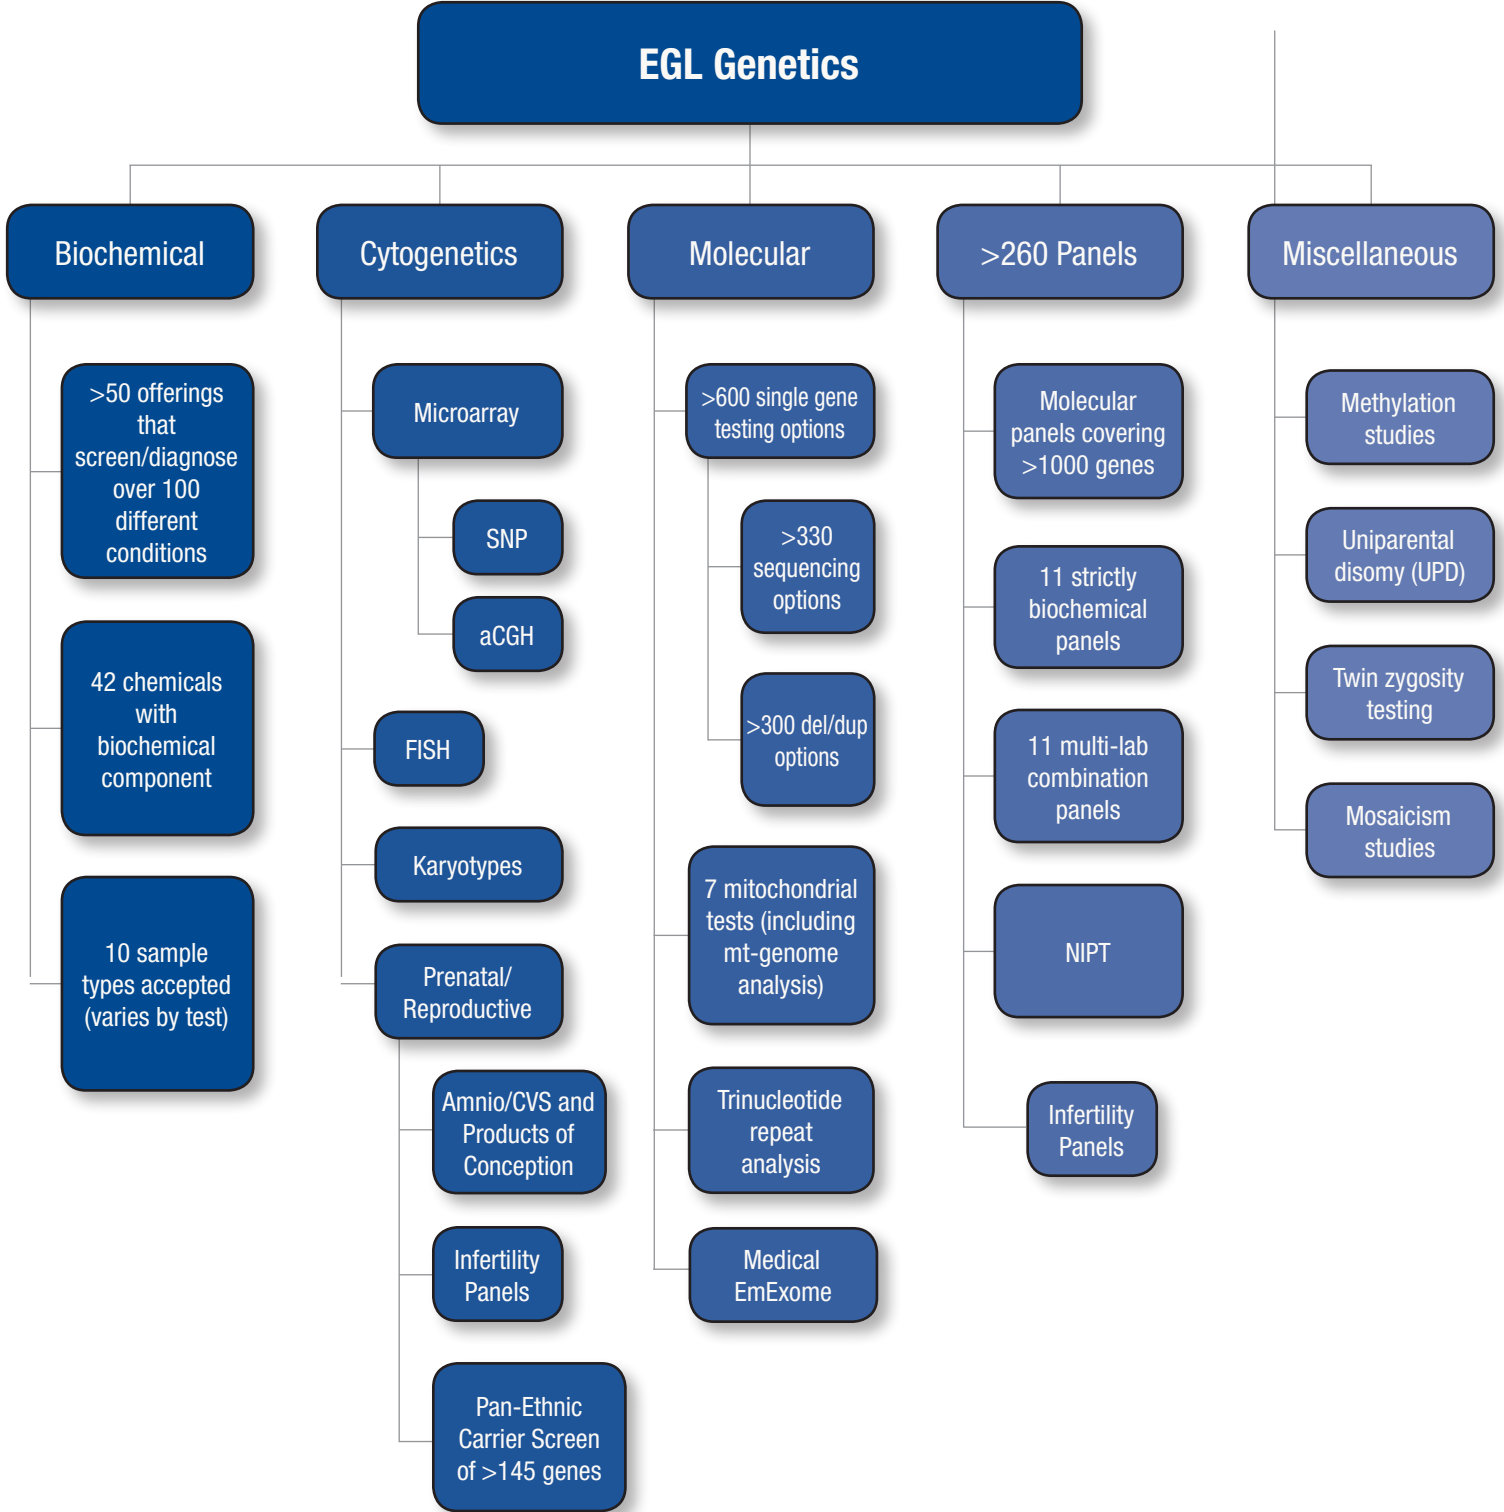 EGL Genetics
Biochemical
>50 offerings
that
screen/diagnose
over 100
different
conditions
42 chemicals
with
biochemical
component
10 sample
types accepted
(varies by test)
Cytogenetics
Microarray
SNP
aCGH
FISH
Karyotypes
Prenatal/
Reproductive
Amnio/CVS and
Products of
Conception
Infertility
Panels
Pan-Ethnic
Carrier Screen
of >145 genes
Molecular
>600 single gene
testing options
>330
sequencing
options
>300 del/dup
options
7 mitochondrial
tests (including
mt-genome
analysis)
Trinucleotide
repeat
analysis
Medical
EmExome
>260 Panels
Molecular
panels covering
>1000 genes
11 strictly
biochemical
panels
11 multi-lab
combination
panels
NIPT
Infertility
Panels
Miscellaneous
Methylation
studies
Uniparental
disomy (UPD)
Twin zygosity
testing
Mosaicism
studies